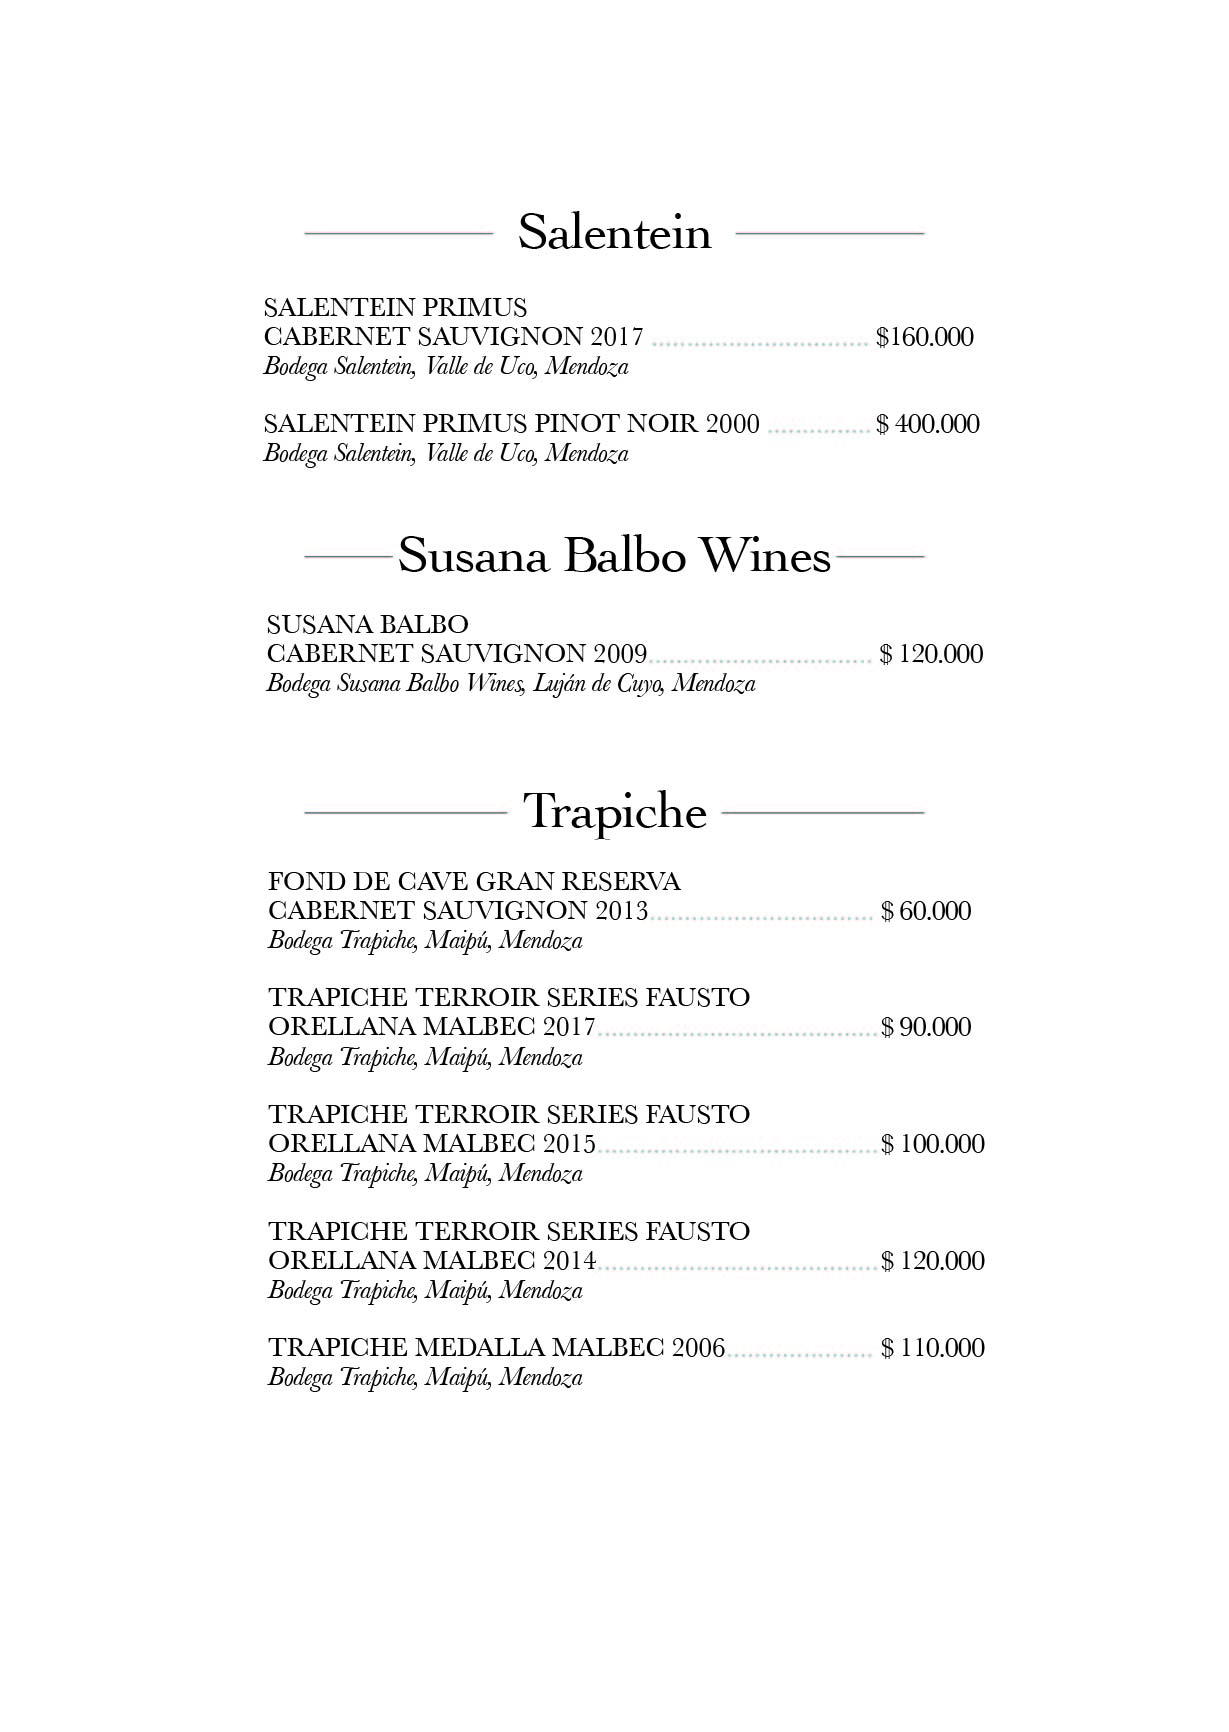 Salentein
SALENTEIN PRIMUS
CABERNET SAUVIGNON 2017 ............................... $160.000
Bodega Salentein, Valle de Uco, Mendoza
SALENTEIN PRIMUS PINOT NOIR 2000 ............... $ 400.000
Bodega Salentein, Valle de Uco, Mendoza
Susana Balbo Wines
SUSANA BALBO
CABERNET SAUVIGNON 2009................................ $ 120.000
Bodega Susana Balbo Wines, Luján de Cuyo, Mendoza
Trapiche
FOND DE CAVE GRAN RESERVA
CABERNET SAUVIGNON 2013................................ $ 60.000
Bodega Trapiche, Maipú, Mendoza
TRAPICHE TERROIR SERIES FAUSTO
ORELLANA MALBEC 2017........................................ $ 90.000
Bodega Trapiche, Maipú, Mendoza
TRAPICHE TERROIR SERIES FAUSTO
ORELLANA MALBEC 2015........................................ $ 100.000
Bodega Trapiche, Maipú, Mendoza
TRAPICHE TERROIR SERIES FAUSTO
ORELLANA MALBEC 2014........................................ $ 120.000
Bodega Trapiche, Maipú, Mendoza
TRAPICHE MEDALLA MALBEC 2006..................... $ 110.000
Bodega Trapiche, Maipú, Mendoza